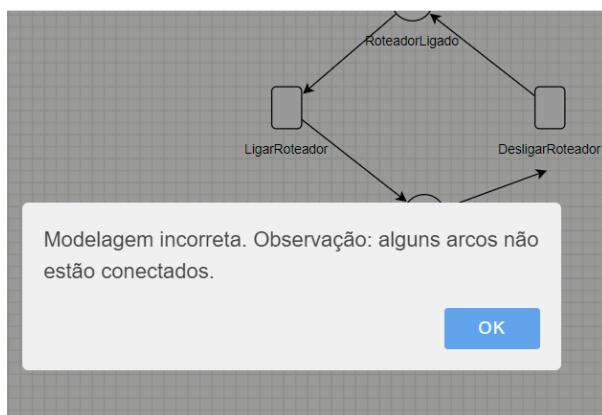 RoteadorLigado
LigarRoteador
DesligarRoteador
Modelagem incorreta. Observação: alguns arcos não
estão conectados.
OK